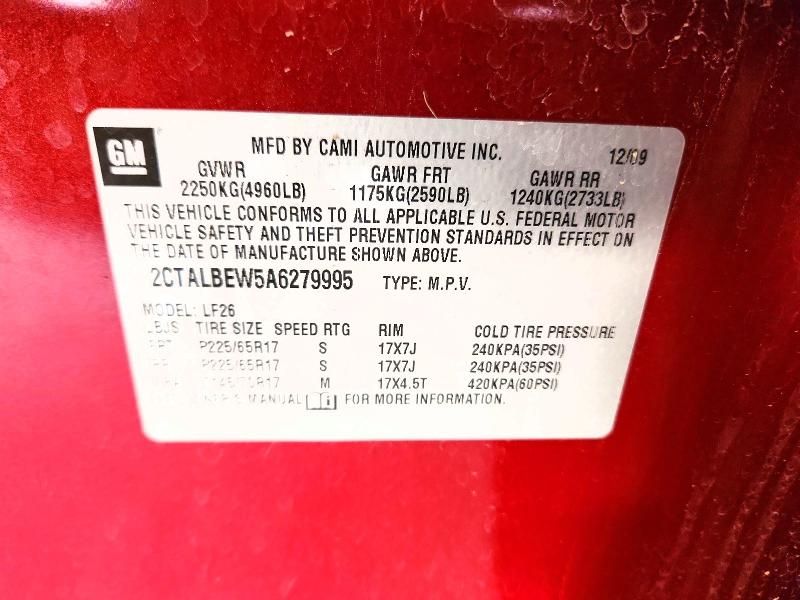 GM
MFD BY CAMI AUTOMOTIVE INC. 12/09
GVWR GAWR FRT GAWR RR
2250KG(4960LB) 1175KG(2590LB) 1240KG(2733LB)
THIS VEHICLE CONFORMS TO ALL APPLICABLE U.S. FEDERAL MOTOR
VEHICLE SAFETY AND THEFT PREVENTION STANDARDS IN EFFECT ON
THE DATE OF MANUFACTURE SHOWN ABOVE.
2CTALBEW5A6279995 TYPE: M.P.V.
MODEL: LF26
TIRE SIZE SPEED RTG RIM COLD TIRE PRESSURE
P225/65R17 S 17X7J 240KPA(35PSI)
P225/65R17 S 17X7J 240KPA(35PSI)
M 17X4.5T 420KPA(60PSI)
MANUAL FOR MORE INFORMATION.